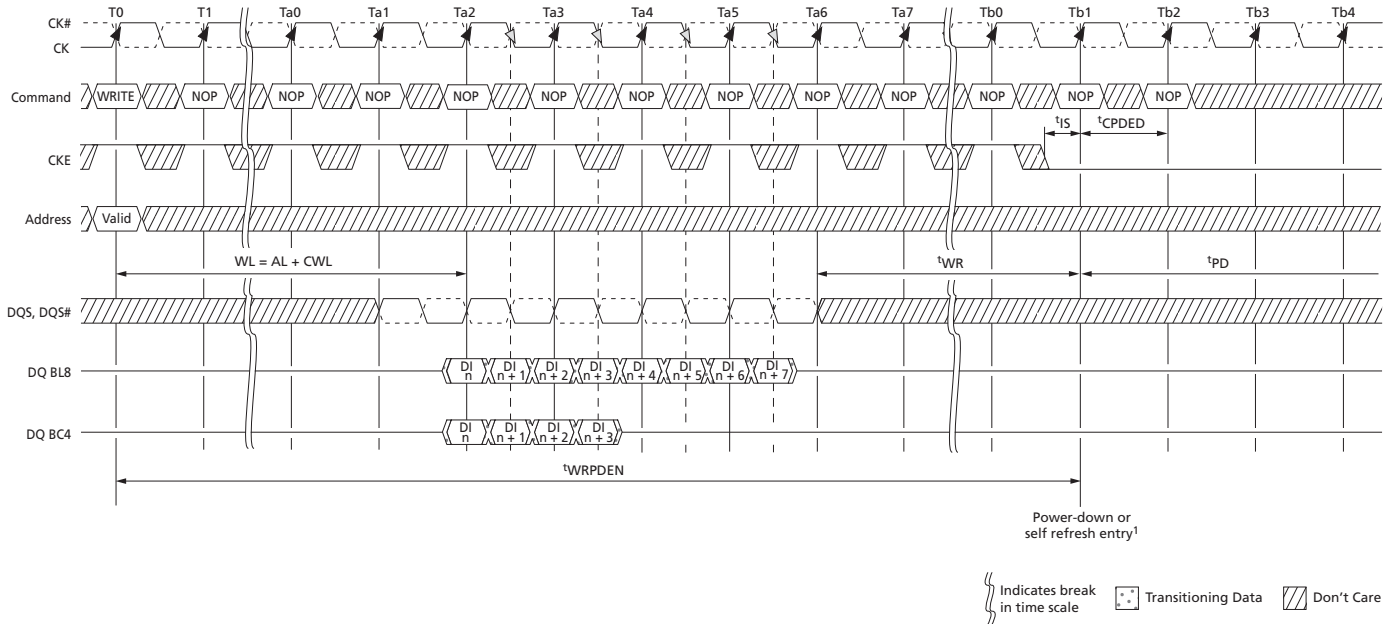 T0 T1 Ta0 Ta1 Ta2 Ta3 Ta4 Ta5 Ta6 Ta7 Tb0 Tb1 Tb2 Tb3 Tb4
CK#
CK
Command WRITE NOP NOP NOP NOP NOP NOP NOP NOP NOP NOP NOP NOP
tIS tCPDED
CKE
Address Valid
WL = AL + CWL tWR tPD
DQS, DQS#
DQ BL8 DI n DI n + 1 DI n + 2 DI n + 3 DI n + 4 DI n + 5 DI n + 6 DI n + 7
DQ BC4 DI n DI n + 1 DI n + 2 DI n + 3
tWRPDEN
Power-down or
self refresh entry1
Indicates break
in time scale
Transitioning Data
Don't Care